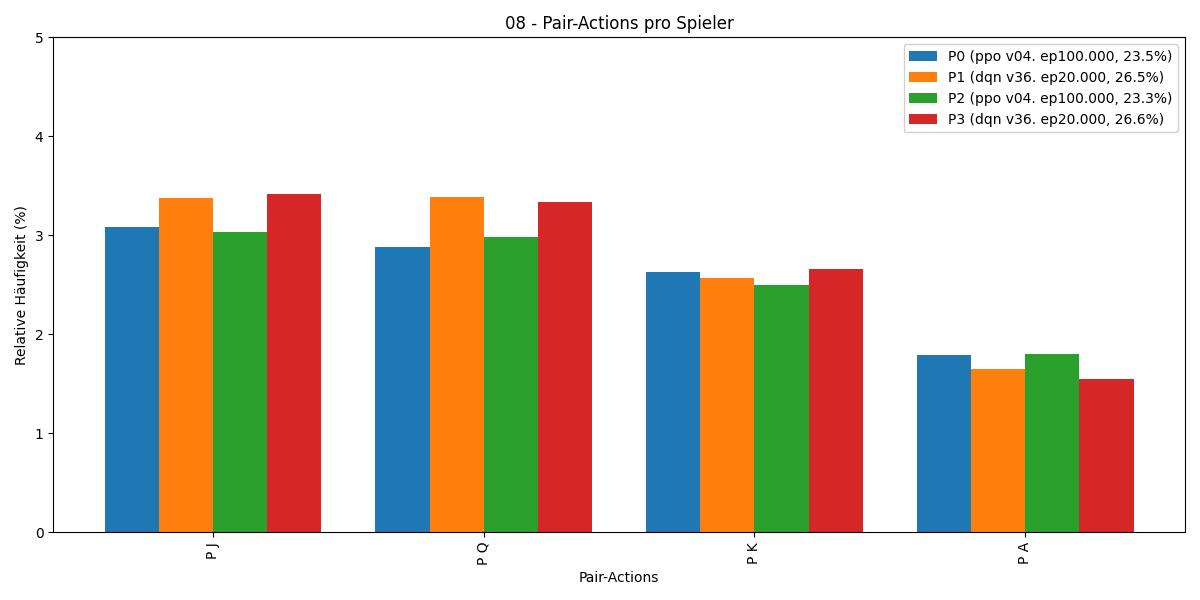 08 - Pair-Actions pro Spieler
P0 (ppo v04. ep100.000, 23.5%)
P1 (dqn v36. ep20.000, 26.5%)
P2 (ppo v04. ep100.000, 23.3%)
P3 (dqn v36. ep20.000, 26.6%)
Relative Häufigkeit (%)
5
4
3
2
1
0
P J
P Q
P K
P A
Pair-Actions